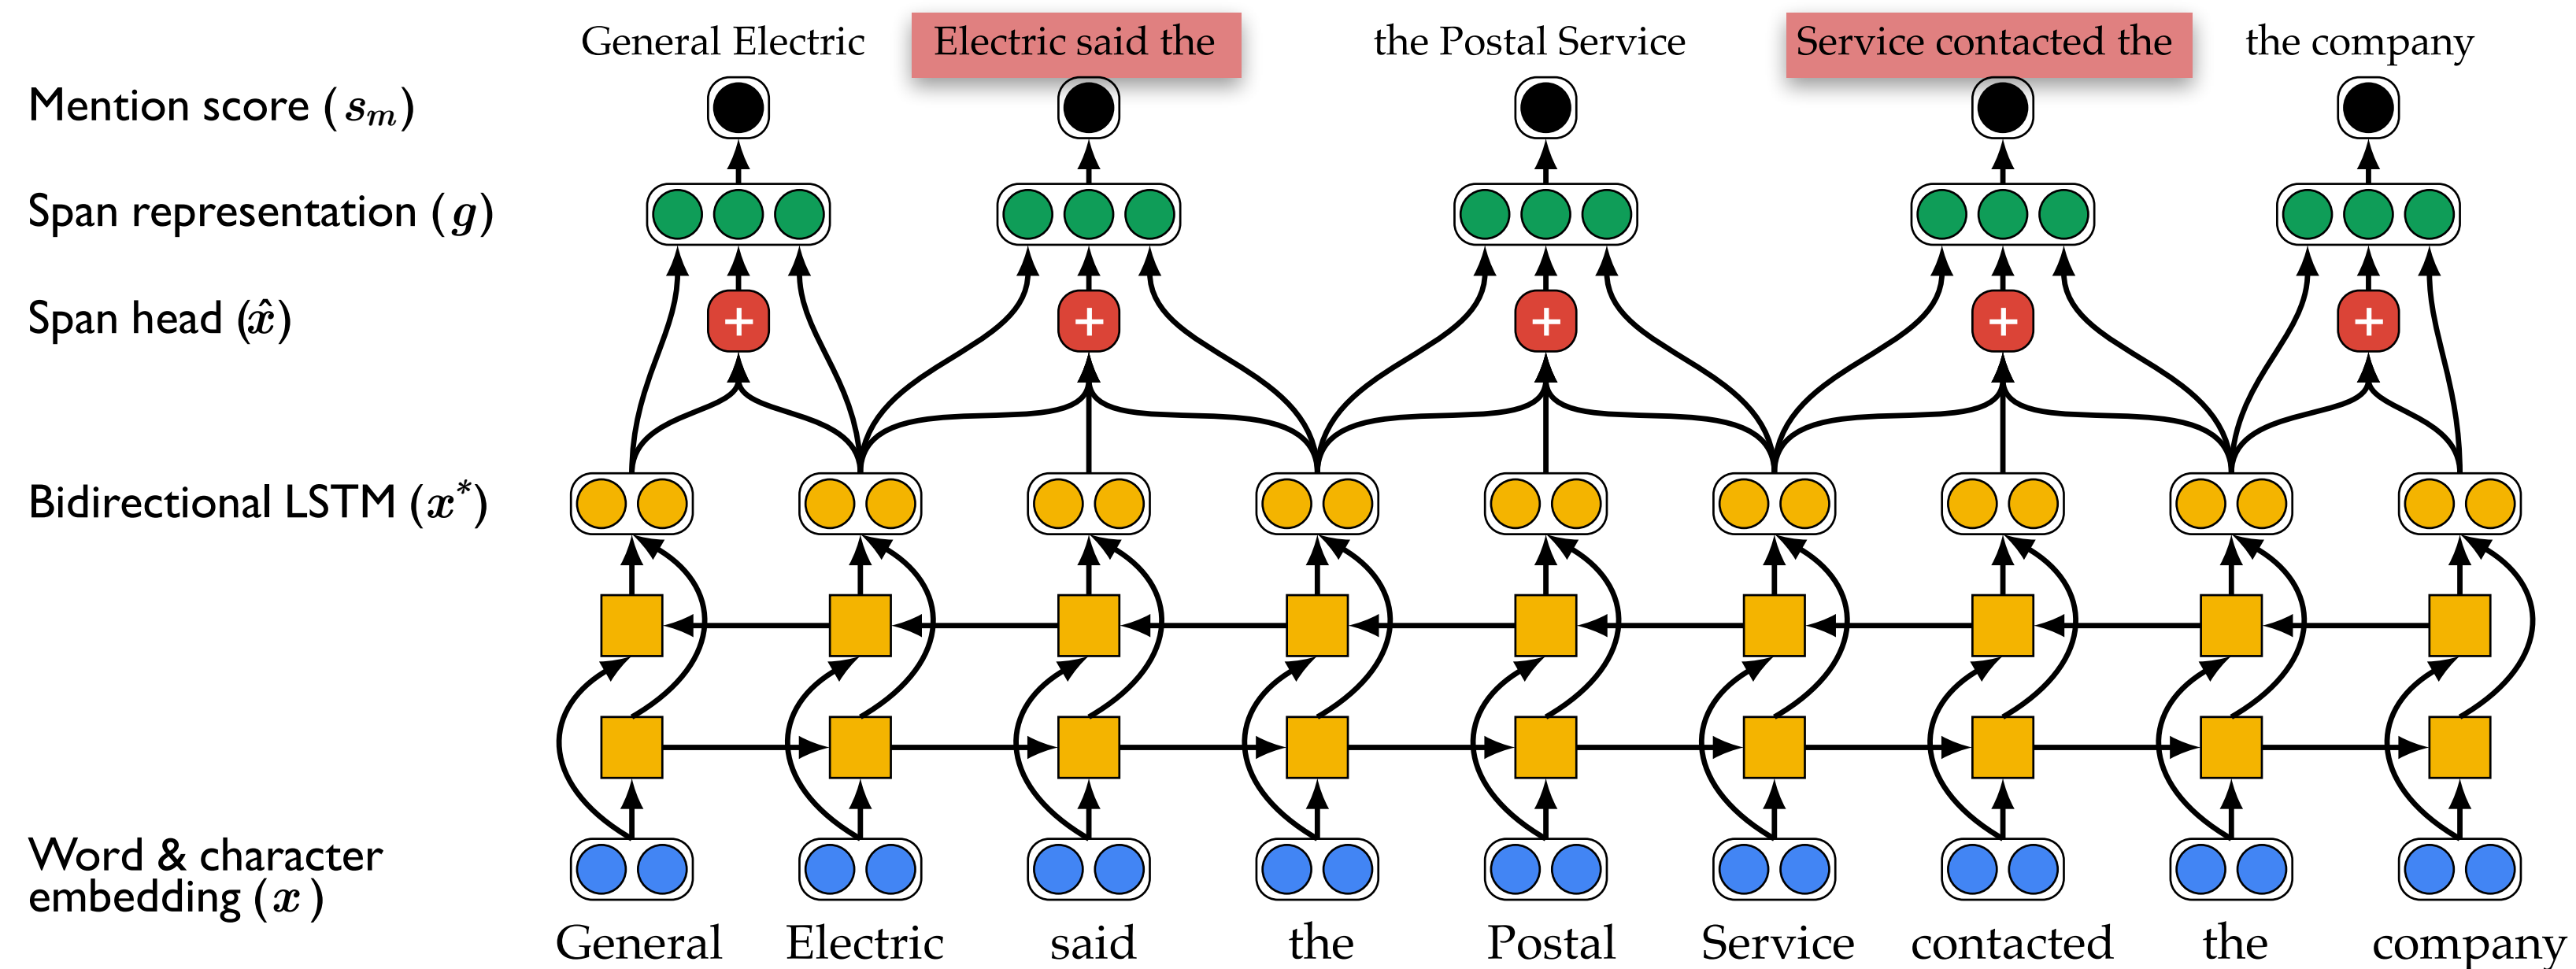 General Electric
Electric said the
the Postal Service
Service contacted the
the company
Mention score (s_m)
Span representation (g)
Span head (x̂)
+ + + + +
Bidirectional LSTM (x*)
Word & character
embedding (x)
General Electric said the Postal Service contacted the company